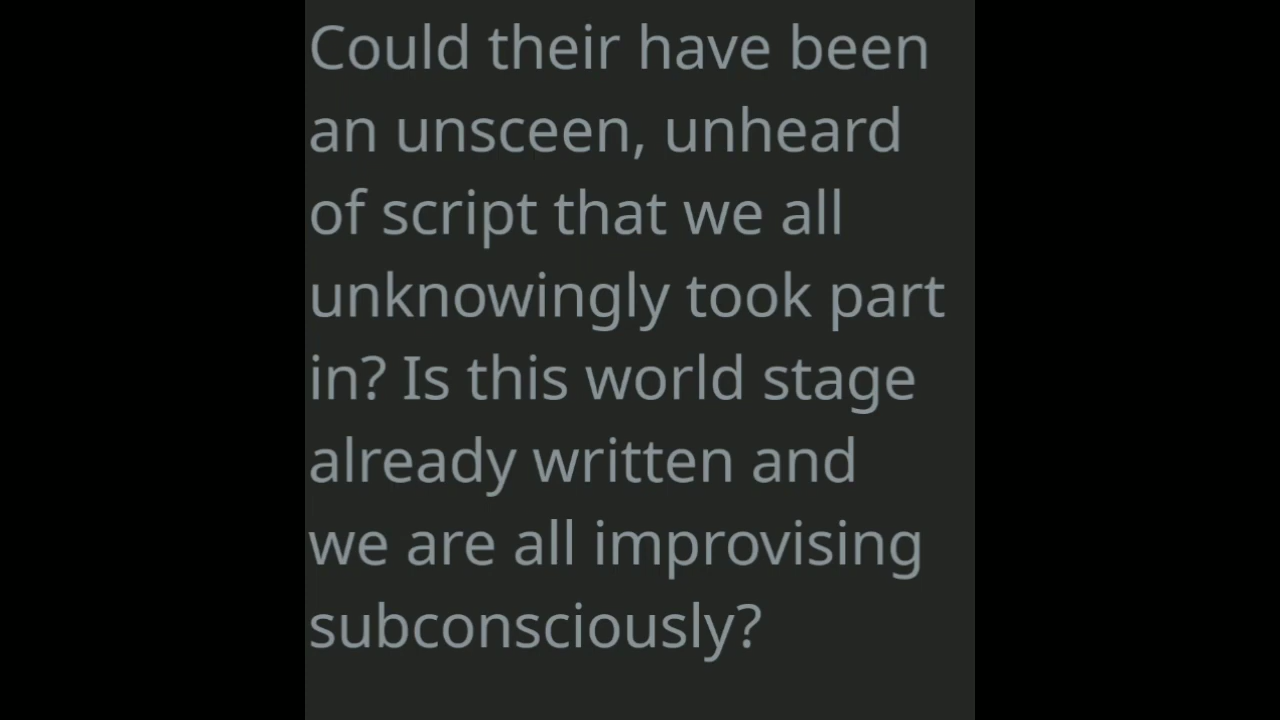 Could their have been
an unsceen, unheard
of script that we all
unknowingly took part
in? Is this world stage
already written and
we are all improvising
subconsciously?